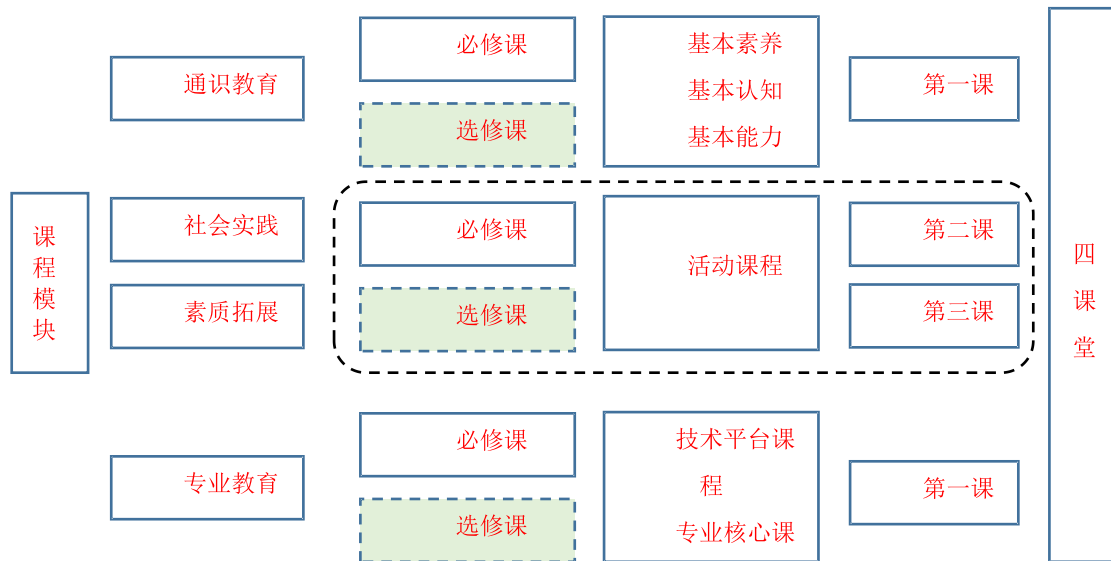 课
程
模
块
通识教育
社会实践
素质拓展
专业教育
必修课
选修课
必修课
选修课
必修课
选修课
基本素养
基本认知
基本能力
活动课程
技术平台课
程
专业核心课
第一课
第二课
第三课
第一课
四
课
堂